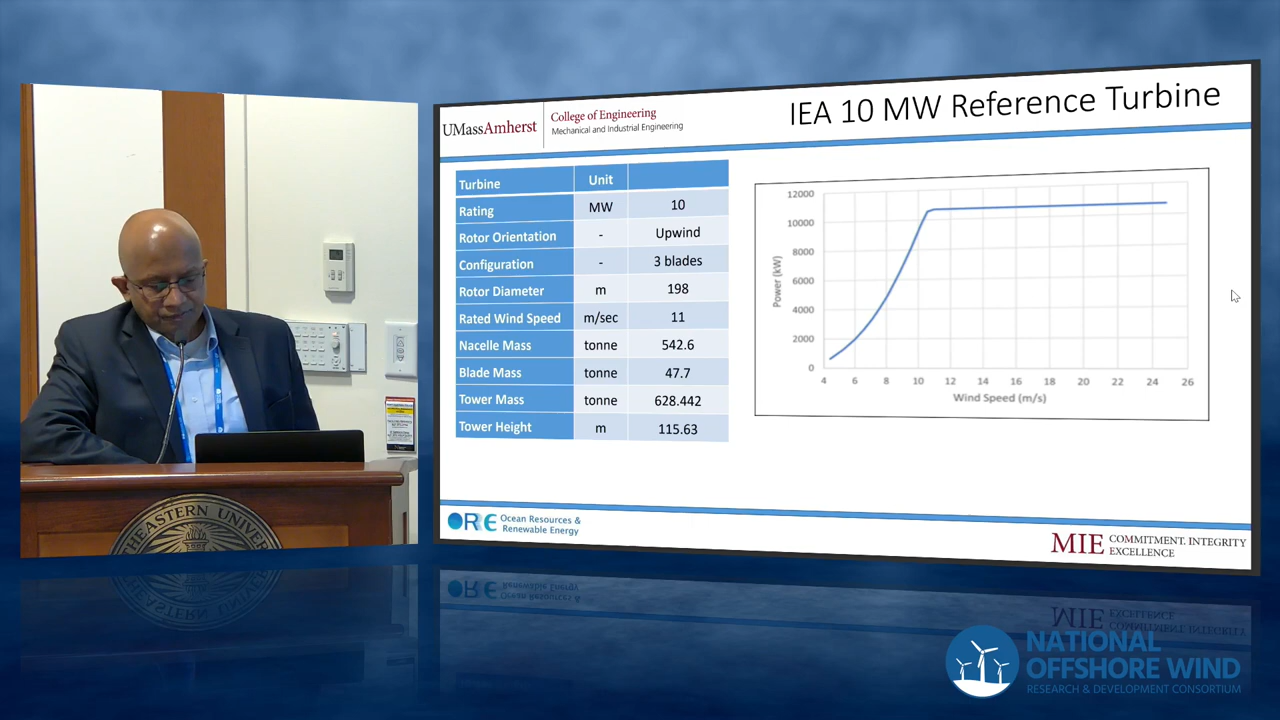 UMassAmherst
College of Engineering
Mechanical and Industrial Engineering
IEA 10 MW Reference Turbine
Turbine Unit
Rating MW 10
Rotor Orientation - Upwind
Configuration - 3 blades
Rotor Diameter m 198
Rated Wind Speed m/sec 11
Nacelle Mass tonne 542.6
Blade Mass tonne 47.7
Tower Mass tonne 628.442
Tower Height m 115.63
12000
10000
8000
6000
4000
2000
0
Power (kW)
4 6 8 10 12 14 16 18 20 22 24 26
Wind Speed (m/s)
ORE Ocean Resources &
Renewable Energy
MIE COMMITMENT. INTEGRITY
EXCELLENCE
EASTERN UNIVER
NATIONAL
OFFSHORE WIND
RESEARCH & DEVELOPMENT CONSORTIUM